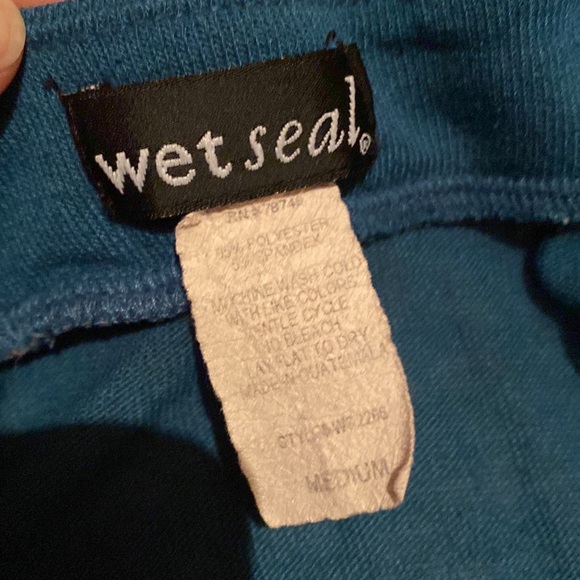 wet seal®
95% POLYESTER
5% SPANDEX
MACHINE WASH COLD
WITH LIKE COLORS
GENTLE CYCLE
NO BLEACH
LAY FLAT TO DRY
MADE IN GUATEMALA
MEDIUM